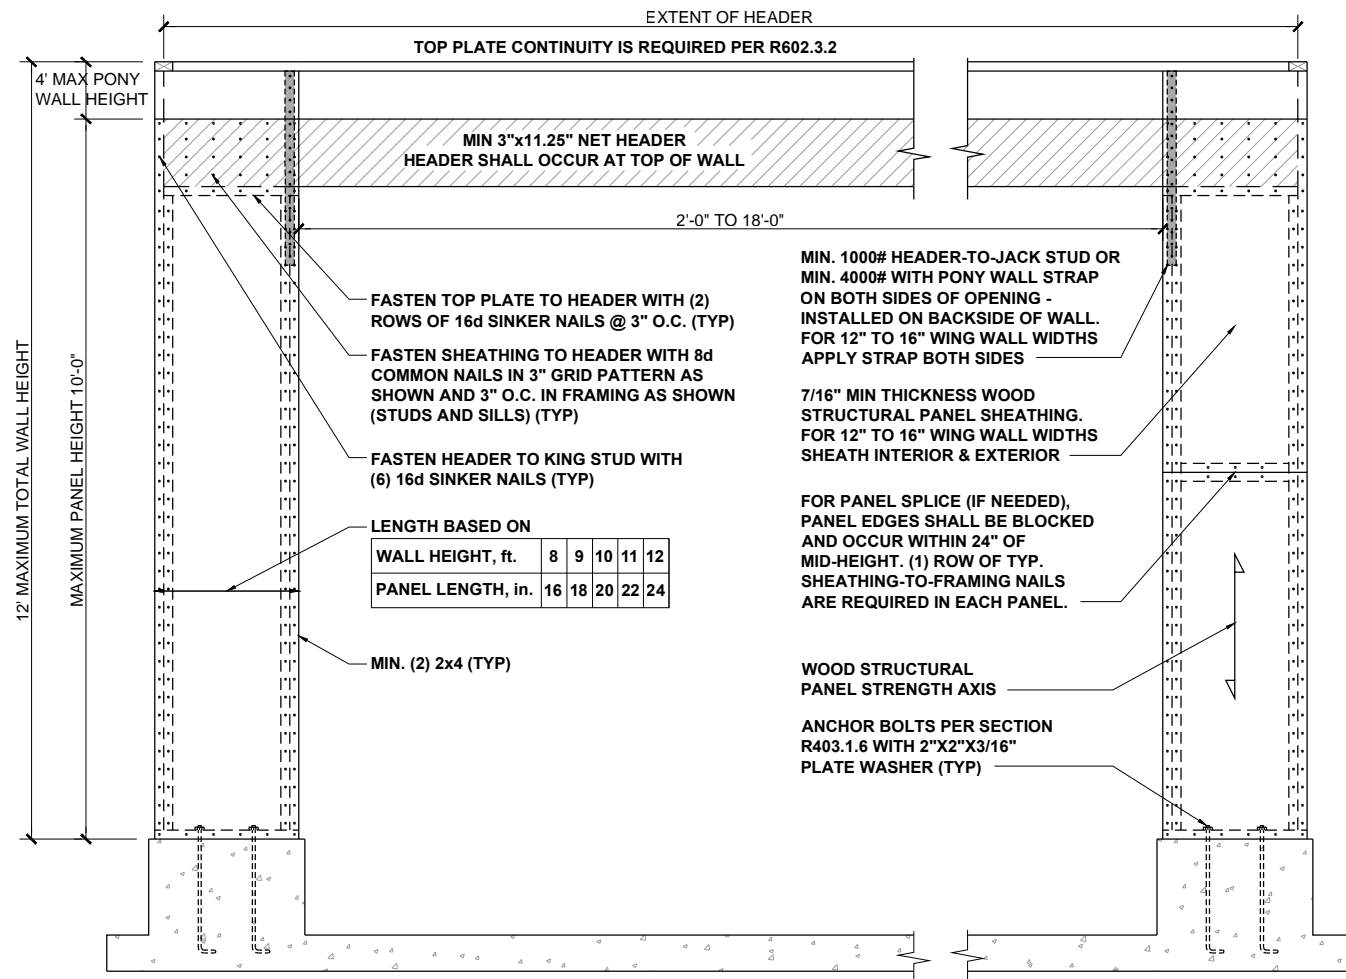 EXTENT OF HEADER
TOP PLATE CONTINUITY IS REQUIRED PER R602.3.2
4' MAX PONY
WALL HEIGHT
MIN 3"x11.25" NET HEADER
HEADER SHALL OCCUR AT TOP OF WALL
2'-0" TO 18'-0"
12' MAXIMUM TOTAL WALL HEIGHT
MAXIMUM PANEL HEIGHT 10'-0"
FASTEN TOP PLATE TO HEADER WITH (2)
ROWS OF 16d SINKER NAILS @ 3" O.C. (TYP)
FASTEN SHEATHING TO HEADER WITH 8d
COMMON NAILS IN 3" GRID PATTERN AS
SHOWN AND 3" O.C. IN FRAMING AS SHOWN
(STUDS AND SILLS) (TYP)
FASTEN HEADER TO KING STUD WITH
(6) 16d SINKER NAILS (TYP)
LENGTH BASED ON
WALL HEIGHT, ft. 8 9 10 11 12
PANEL LENGTH, in. 16 18 20 22 24
MIN. (2) 2x4 (TYP)
MIN. 1000# HEADER-TO-JACK STUD OR
MIN. 4000# WITH PONY WALL STRAP
ON BOTH SIDES OF OPENING -
INSTALLED ON BACKSIDE OF WALL.
FOR 12" TO 16" WING WALL WIDTHS
APPLY STRAP BOTH SIDES
7/16" MIN THICKNESS WOOD
STRUCTURAL PANEL SHEATHING.
FOR 12" TO 16" WING WALL WIDTHS
SHEATH INTERIOR & EXTERIOR
FOR PANEL SPLICE (IF NEEDED),
PANEL EDGES SHALL BE BLOCKED
AND OCCUR WITHIN 24" OF
MID-HEIGHT. (1) ROW OF TYP.
SHEATHING-TO-FRAMING NAILS
ARE REQUIRED IN EACH PANEL.
WOOD STRUCTURAL
PANEL STRENGTH AXIS
ANCHOR BOLTS PER SECTION
R403.1.6 WITH 2"X2"X3/16"
PLATE WASHER (TYP)